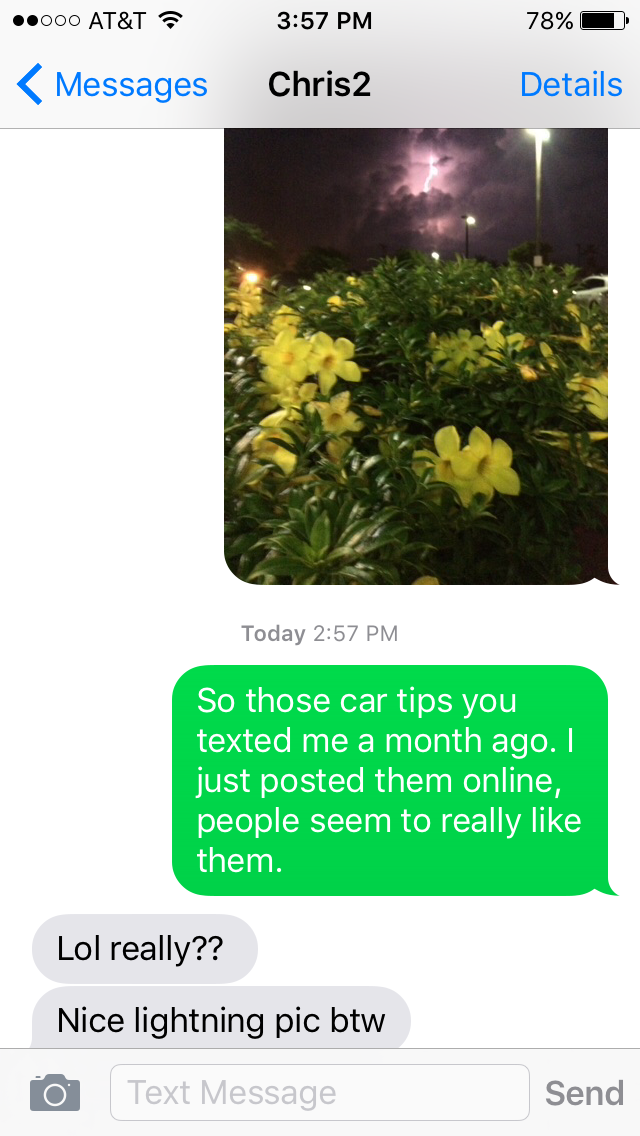 AT&T 3:57 PM 78%
Messages Chris2 Details
Today 2:57 PM
So those car tips you
texted me a month ago. I
just posted them online,
people seem to really like
them.
Lol really??
Nice lightning pic btw
Text Message Send